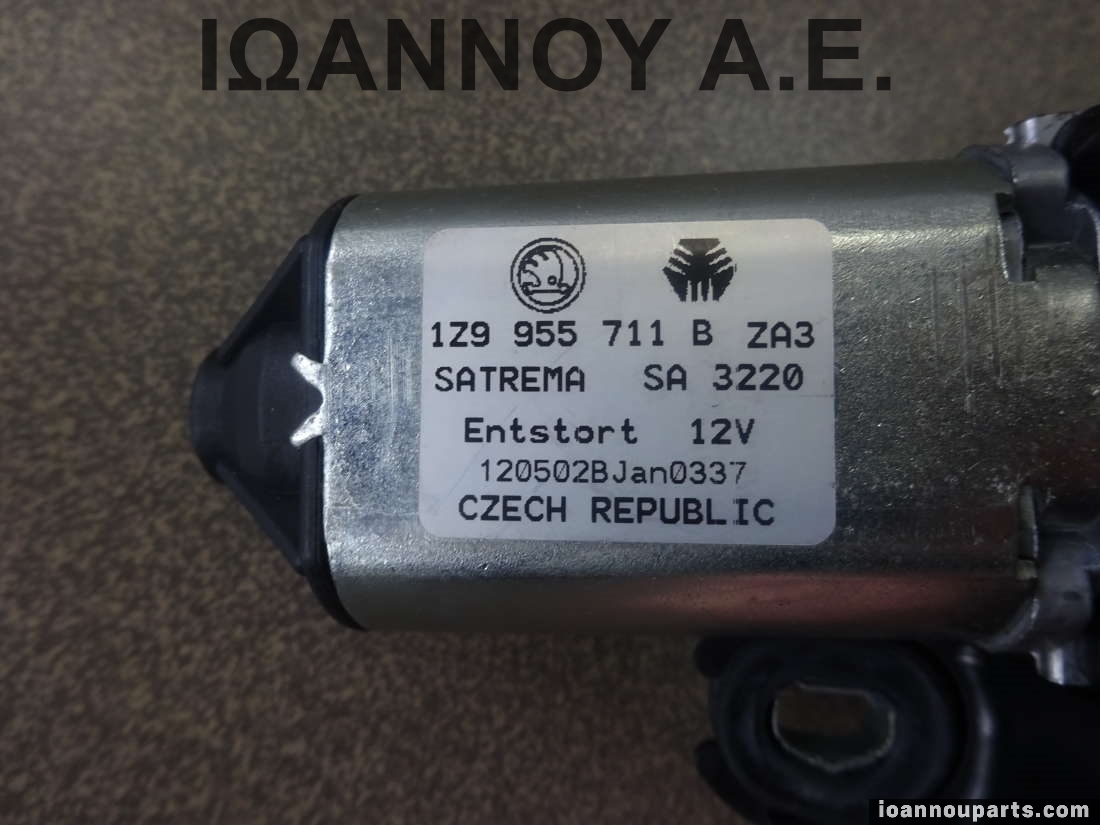 ΙΩΑΝΝΟΥ Α.Ε.
1Z9 955 711 B ZA3
SATREMA SA 3220
Entstort 12V
120502BJan0337
CZECH REPUBLIC
ioannouparts.com